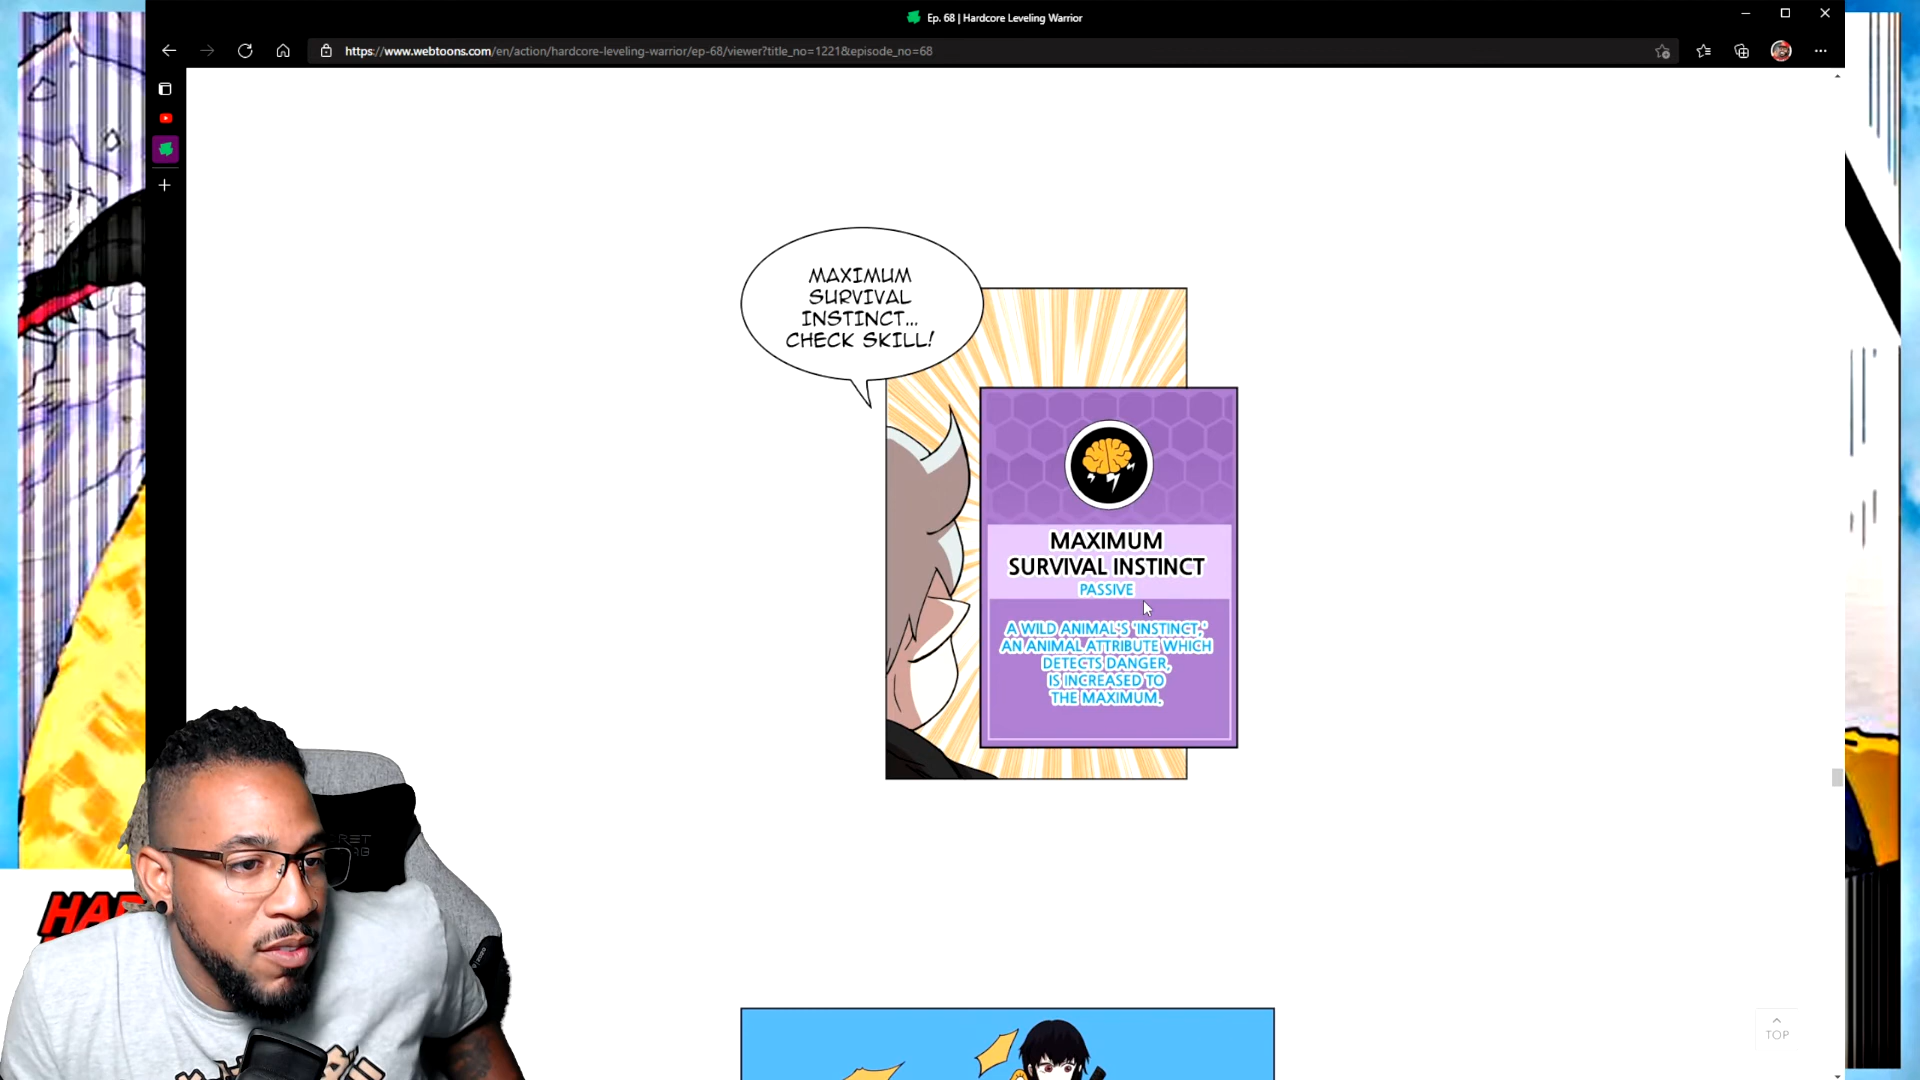 Ep. 68 | Hardcore Leveling Warrior
https://www.webtoons.com/en/action/hardcore-leveling-warrior/ep-68/viewer?title_no=1221&episode_no=68
MAXIMUM
SURVIVAL
INSTINCT...
CHECK SKILL!
MAXIMUM
SURVIVAL INSTINCT
PASSIVE
A WILD ANIMAL'S 'INSTINCT,'
AN ANIMAL ATTRIBUTE WHICH
DETECTS DANGER,
IS INCREASED TO
THE MAXIMUM.
TOP